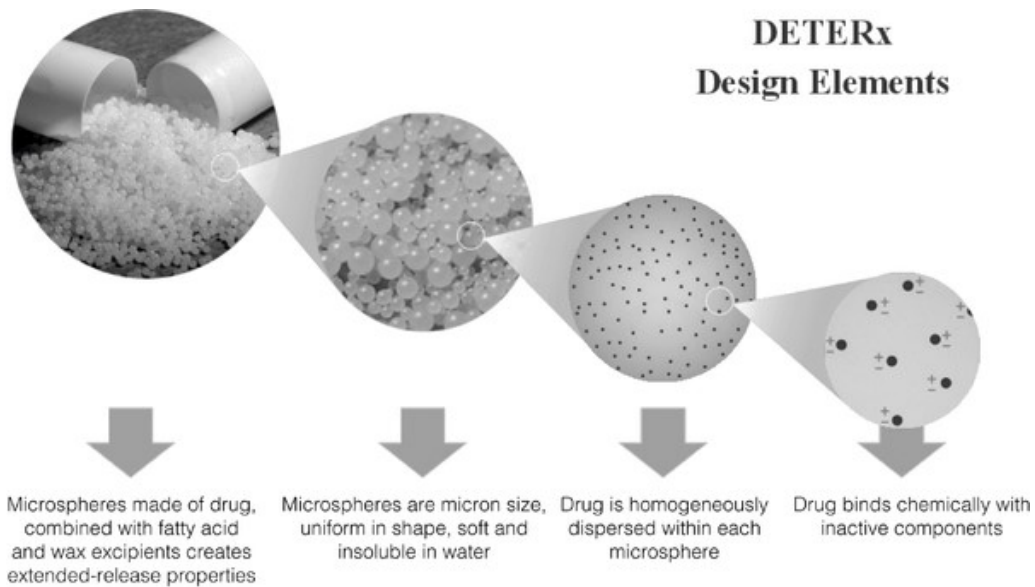 DETERx
Design Elements
Microspheres made of drug,
combined with fatty acid
and wax excipients creates
extended-release properties
Microspheres are micron size,
uniform in shape, soft and
insoluble in water
Drug is homogeneously
dispersed within each
microsphere
Drug binds chemically with
inactive components